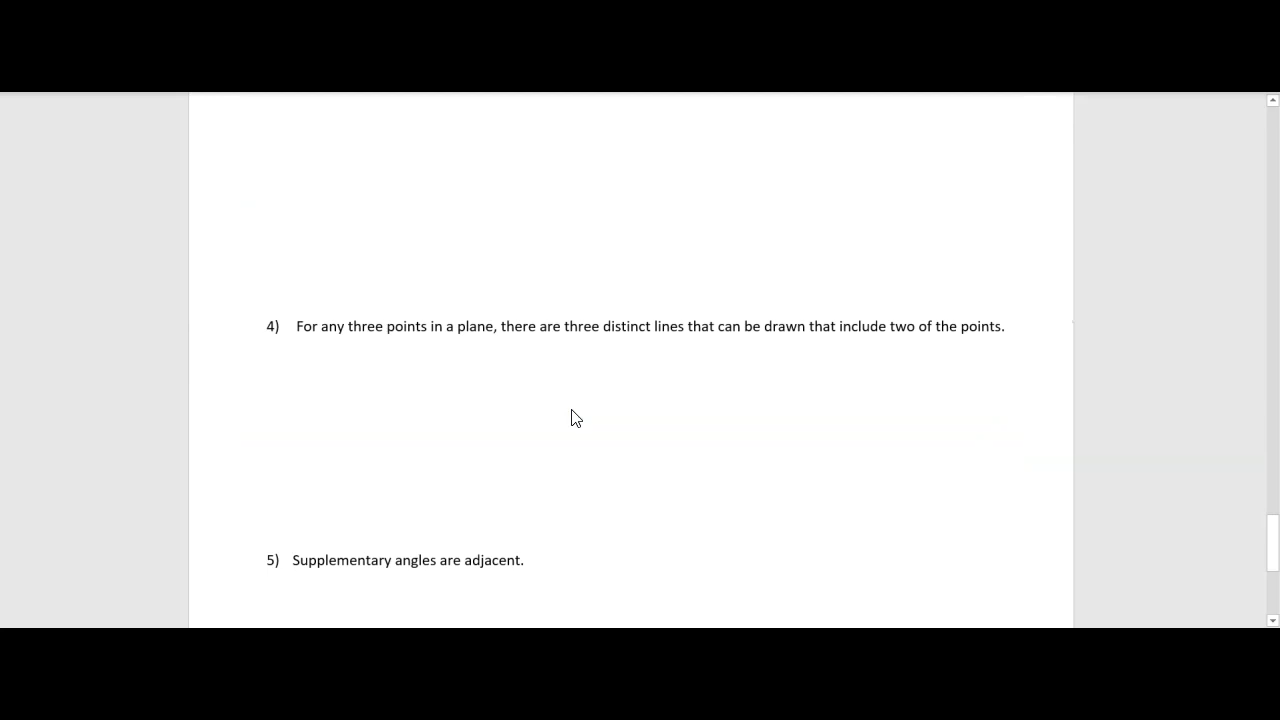 4) For any three points in a plane, there are three distinct lines that can be drawn that include two of the points.
5) Supplementary angles are adjacent.